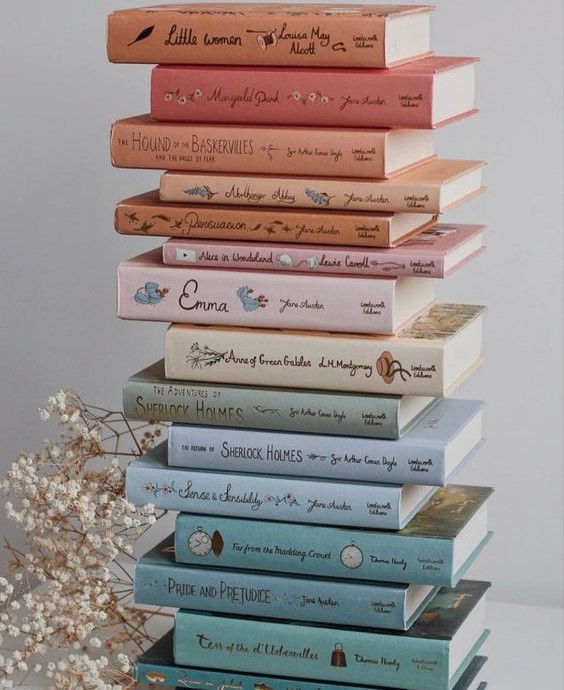 Little women
Louisa May
Alcott
Mansfield Park
Jane Austen
THE HOUND OF THE BASKERVILLES
AND THE VALLEY OF FEAR
Sir Arthur Conan Doyle
Northanger Abbey
Jane Austen
Persuasion
Jane Austen
Alice in Wonderland
Lewis Carroll
Emma
Jane Austen
Anne of Green Gables
L.M. Montgomery
THE ADVENTURES OF
SHERLOCK HOLMES
Sir Arthur Conan Doyle
THE RETURN OF SHERLOCK HOLMES
Sir Arthur Conan Doyle
Sense & Sensibility
Jane Austen
Far from the Madding Crowd
Thomas Hardy
PRIDE AND PREJUDICE
Jane Austen
Tess of the d'Urbervilles
Thomas Hardy